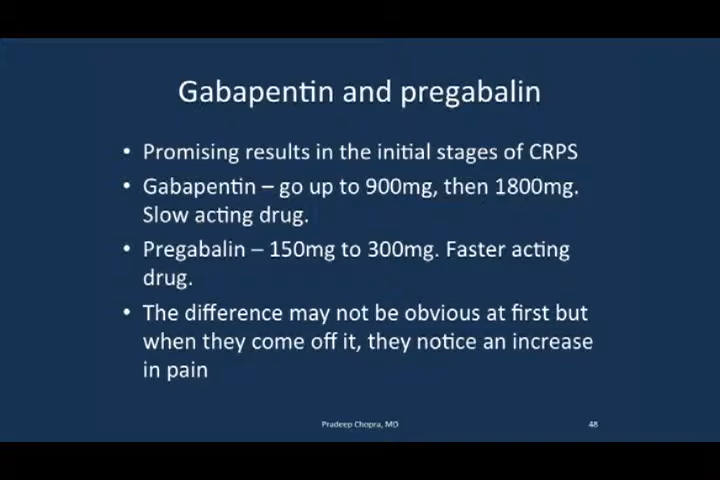 Gabapentin and pregabalin
• Promising results in the initial stages of CRPS
• Gabapentin – go up to 900mg, then 1800mg.
Slow acting drug.
• Pregabalin – 150mg to 300mg. Faster acting
drug.
• The difference may not be obvious at first but
when they come off it, they notice an increase
in pain
Pradeep Chopra, MD
48